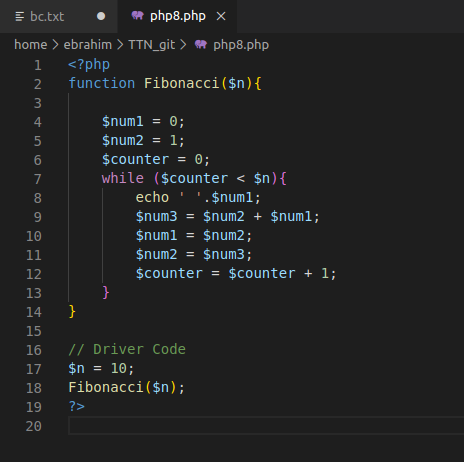 bc.txt php8.php
home > ebrahim > TTN_git > php8.php
1 <?php
2 function Fibonacci($n){
3
4 $num1 = 0;
5 $num2 = 1;
6 $counter = 0;
7 while ($counter < $n){
8 echo ' '.$num1;
9 $num3 = $num2 + $num1;
10 $num1 = $num2;
11 $num2 = $num3;
12 $counter = $counter + 1;
13 }
14 }
15
16 // Driver Code
17 $n = 10;
18 Fibonacci($n);
19 ?>
20